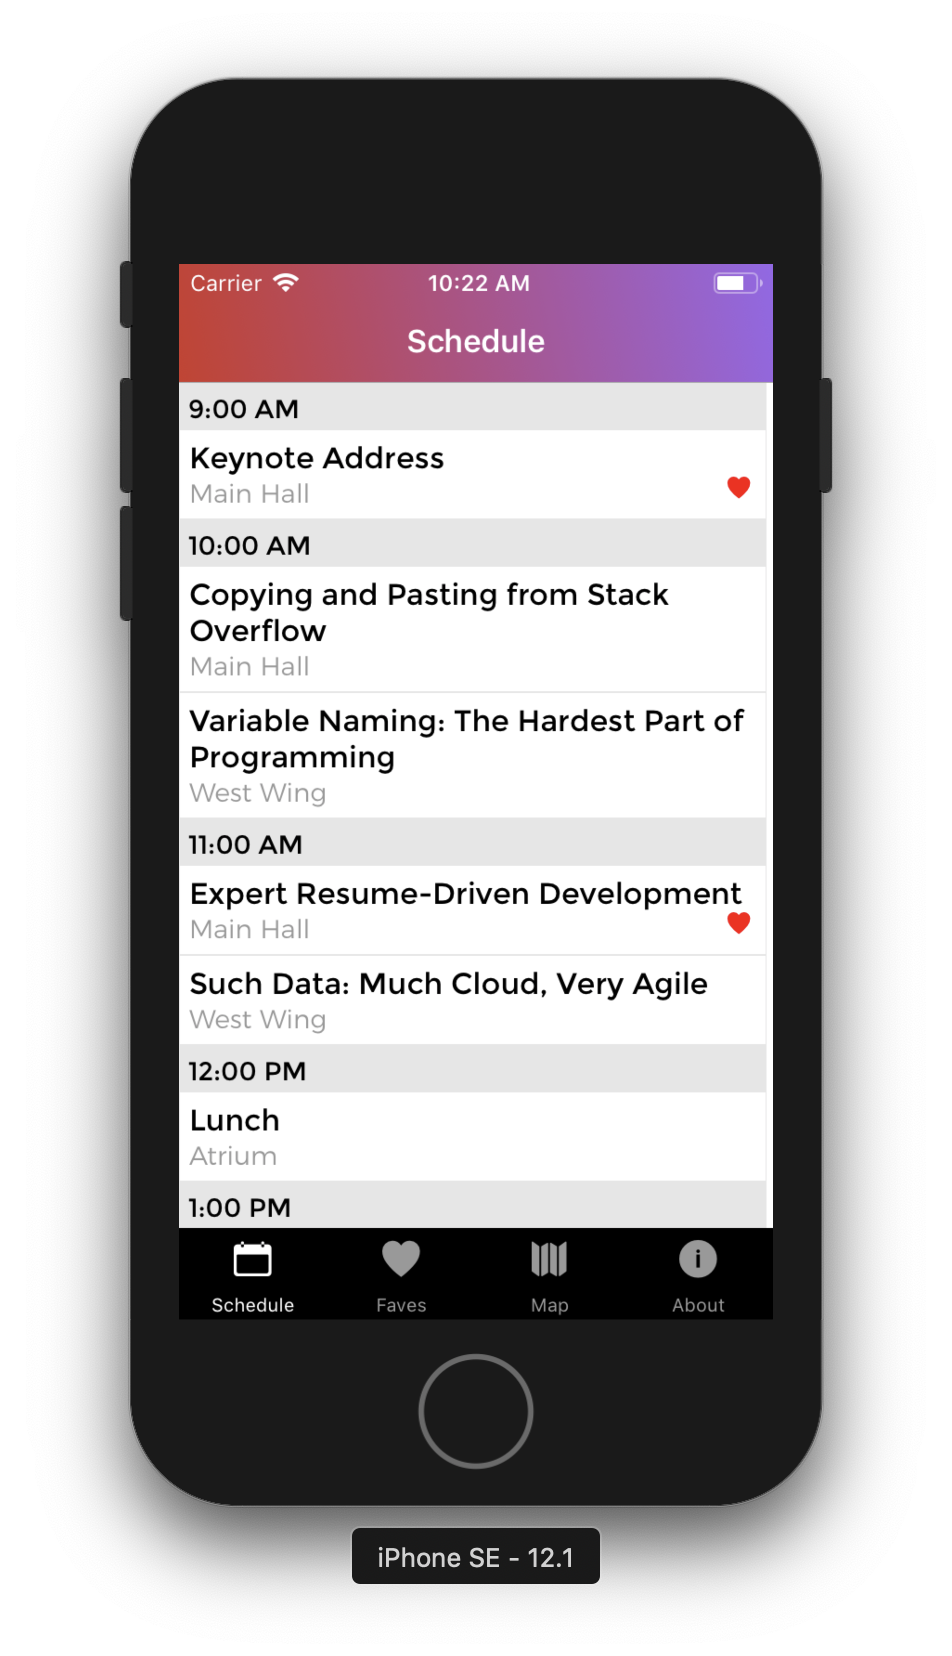 Carrier 10:22 AM
Schedule
9:00 AM
Keynote Address
Main Hall
10:00 AM
Copying and Pasting from Stack
Overflow
Main Hall
Variable Naming: The Hardest Part of
Programming
West Wing
11:00 AM
Expert Resume-Driven Development
Main Hall
Such Data: Much Cloud, Very Agile
West Wing
12:00 PM
Lunch
Atrium
1:00 PM
Schedule Faves Map About
iPhone SE - 12.1